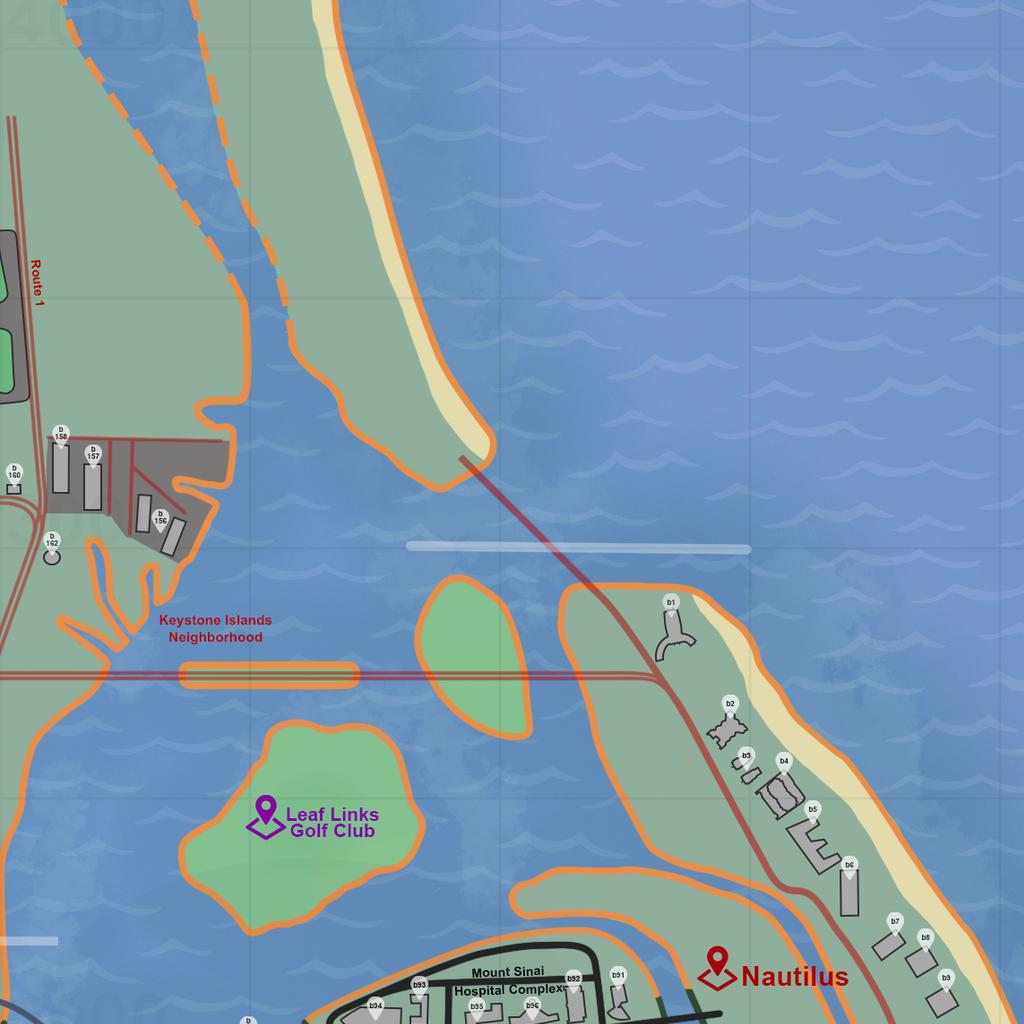 4000
Route 1
D
158
D
157
D
160
D
156
D
162
Keystone Islands
Neighborhood
b1
b2
b3
b4
b5
b6
b7
b8
b9
Leaf Links
Golf Club
Nautilus
Mount Sinai
Hospital Complex
b91
b92
b93
b94
b95
b96
D